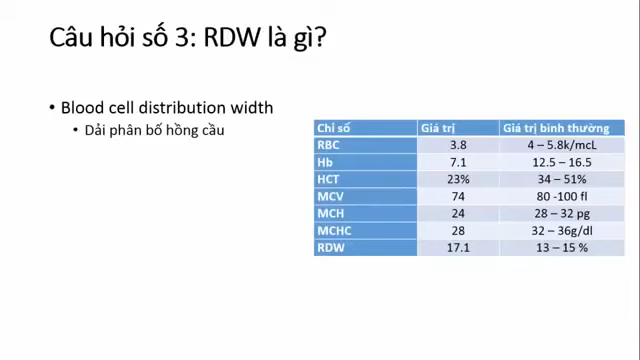 Câu hỏi số 3: RDW là gì?
• Blood cell distribution width
• Dải phân bố hồng cầu
Chỉ số Giá trị Giá trị bình thường
RBC 3.8 4 – 5.8k/mcL
Hb 7.1 12.5 – 16.5
HCT 23% 34 – 51%
MCV 74 80 -100 fl
MCH 24 28 – 32 pg
MCHC 28 32 – 36g/dl
RDW 17.1 13 – 15 %